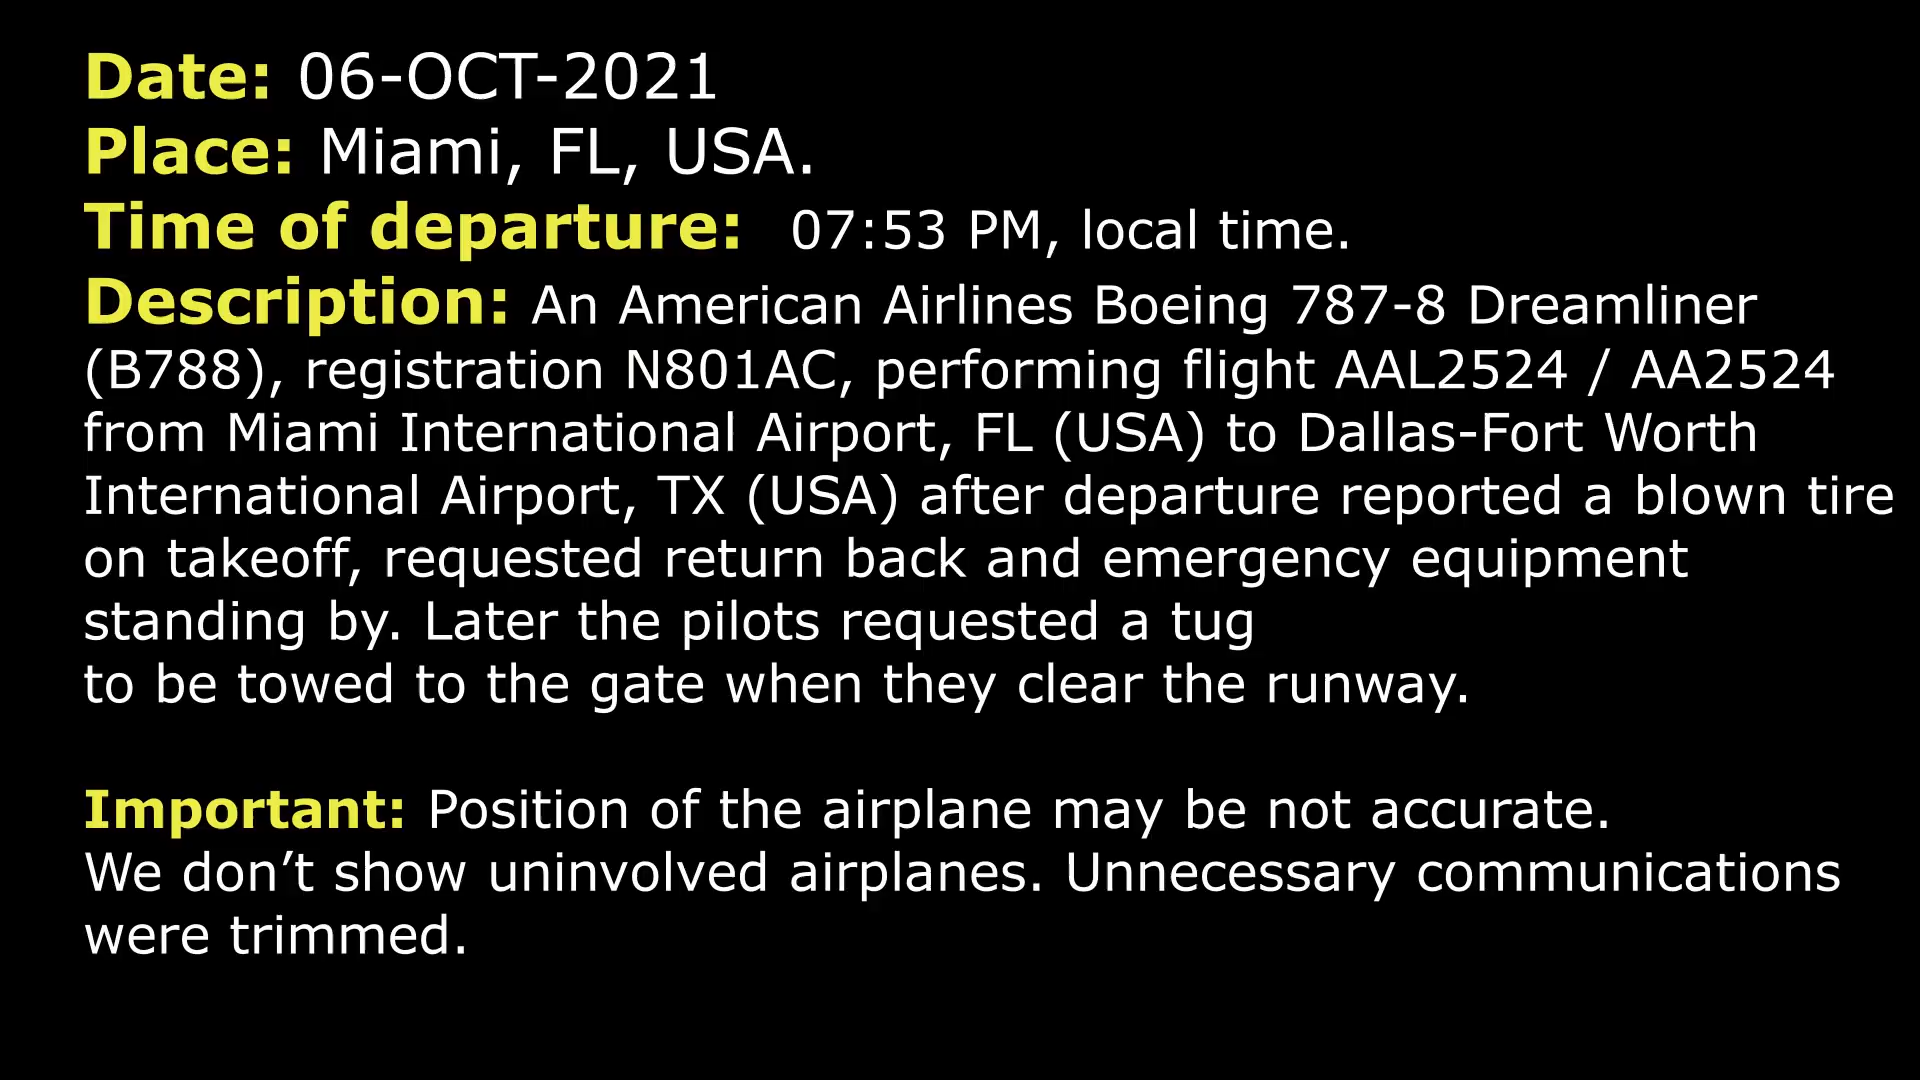 Date: 06-OCT-2021
Place: Miami, FL, USA.
Time of departure: 07:53 PM, local time.
Description: An American Airlines Boeing 787-8 Dreamliner
(B788), registration N801AC, performing flight AAL2524 / AA2524
from Miami International Airport, FL (USA) to Dallas-Fort Worth
International Airport, TX (USA) after departure reported a blown tire
on takeoff, requested return back and emergency equipment
standing by. Later the pilots requested a tug
to be towed to the gate when they clear the runway.
Important: Position of the airplane may be not accurate.
We don’t show uninvolved airplanes. Unnecessary communications
were trimmed.